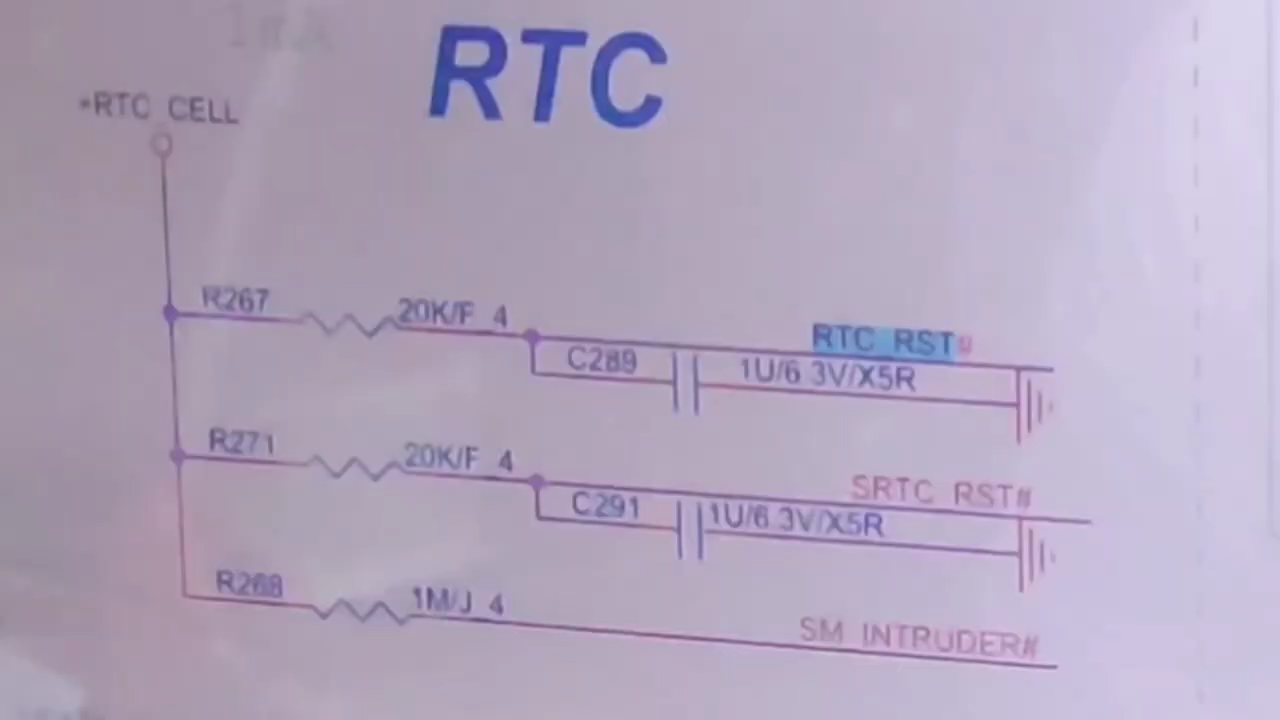 RTC
+RTC CELL
R267 20K/F 4 RTC RST#
C289 1U/6 3V/X5R
R271 20K/F 4 SRTC RST#
C291 1U/6 3V/X5R
R268 1M/J 4 SM INTRUDER#